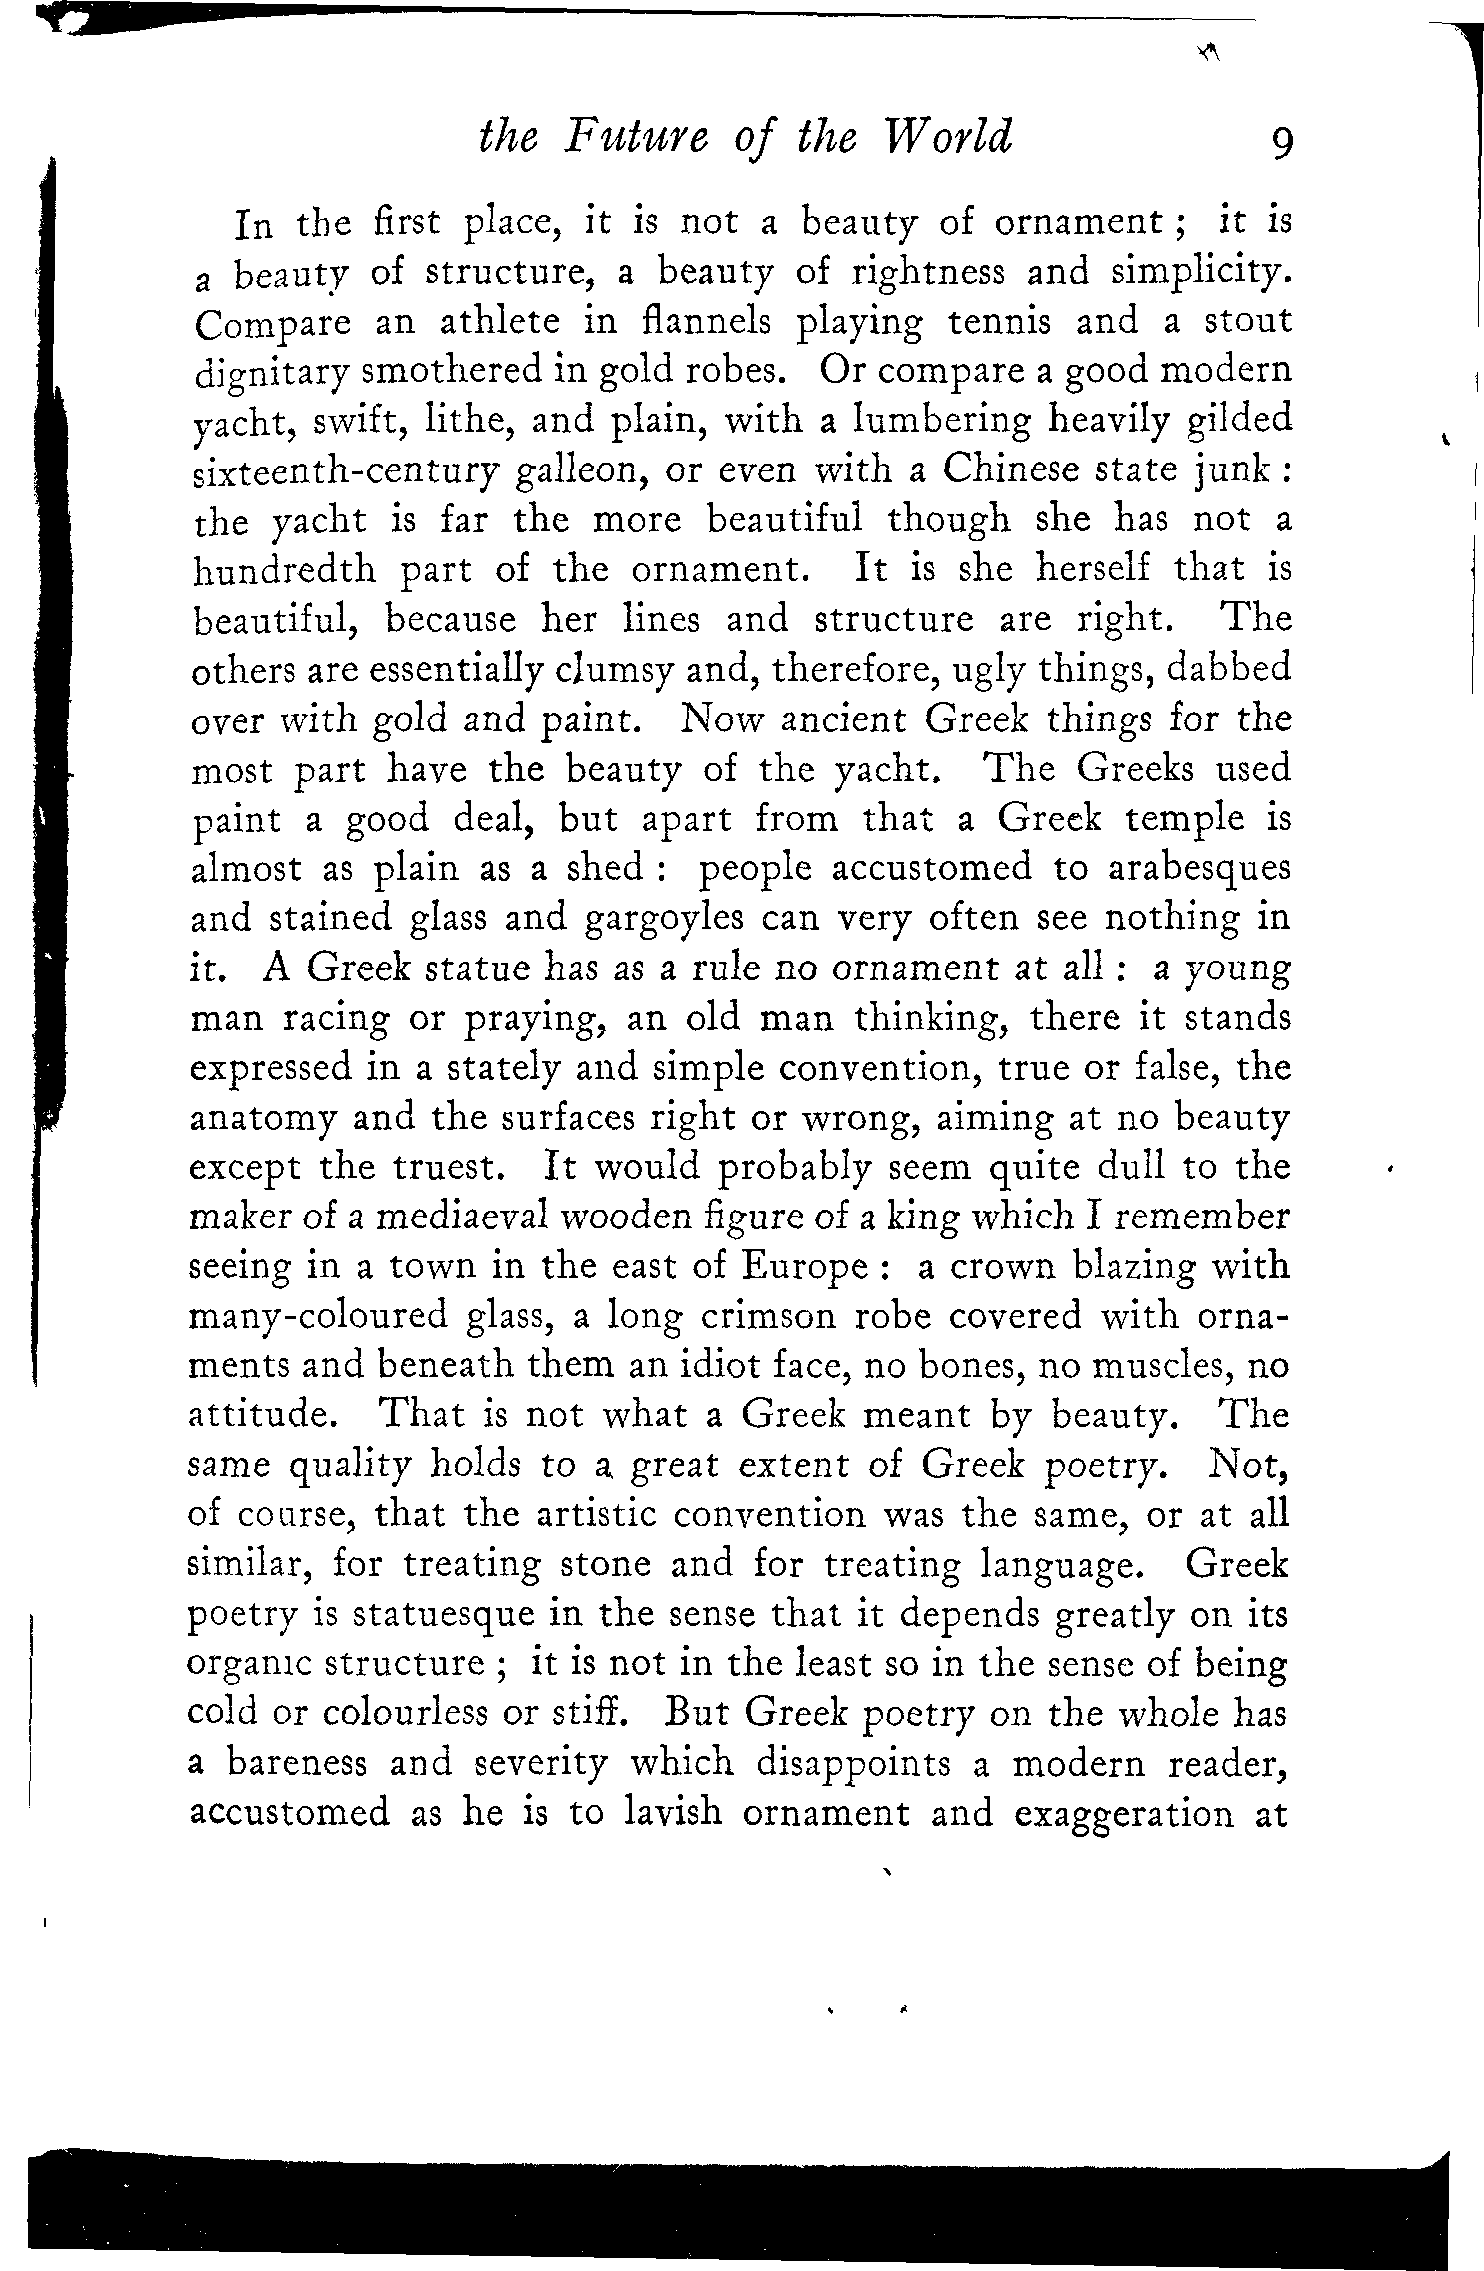 the Future of the World 9
In the first place, it is not a beauty of ornament ; it is
a beauty of structure, a beauty of rightness and simplicity.
Compare an athlete in flannels playing tennis and a stout
dignitary smothered in gold robes. Or compare a good modern
yacht, swift, lithe, and plain, with a lumbering heavily gilded
sixteenth-century galleon, or even with a Chinese state junk :
the yacht is far the more beautiful though she has not a
hundredth part of the ornament. It is she herself that is
beautiful, because her lines and structure are right. The
others are essentially clumsy and, therefore, ugly things, dabbed
over with gold and paint. Now ancient Greek things for the
most part have the beauty of the yacht. The Greeks used
paint a good deal, but apart from that a Greek temple is
almost as plain as a shed : people accustomed to arabesques
and stained glass and gargoyles can very often see nothing in
it. A Greek statue has as a rule no ornament at all : a young
man racing or praying, an old man thinking, there it stands
expressed in a stately and simple convention, true or false, the
anatomy and the surfaces right or wrong, aiming at no beauty
except the truest. It would probably seem quite dull to the
maker of a mediaeval wooden figure of a king which I remember
seeing in a town in the east of Europe : a crown blazing with
many-coloured glass, a long crimson robe covered with orna-
ments and beneath them an idiot face, no bones, no muscles, no
attitude. That is not what a Greek meant by beauty. The
same quality holds to a great extent of Greek poetry. Not,
of course, that the artistic convention was the same, or at all
similar, for treating stone and for treating language. Greek
poetry is statuesque in the sense that it depends greatly on its
organic structure ; it is not in the least so in the sense of being
cold or colourless or stiff. But Greek poetry on the whole has
a bareness and severity which disappoints a modern reader,
accustomed as he is to lavish ornament and exaggeration at